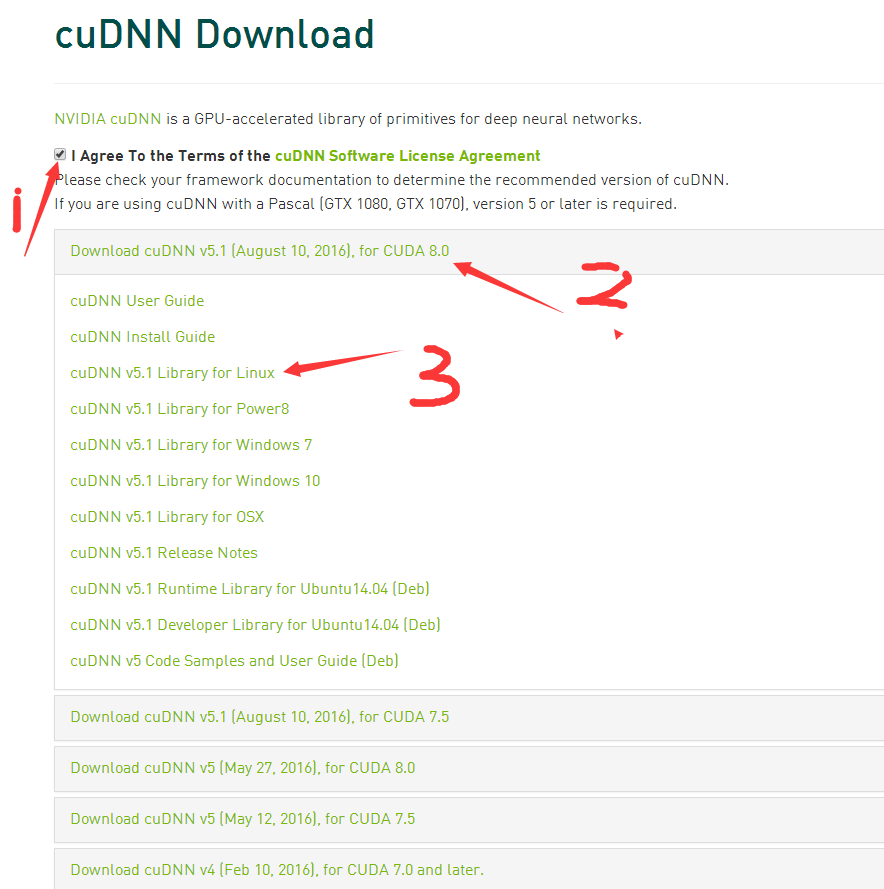 cuDNN Download
NVIDIA cuDNN is a GPU-accelerated library of primitives for deep neural networks.
I Agree To the Terms of the cuDNN Software License Agreement
Please check your framework documentation to determine the recommended version of cuDNN.
1
If you are using cuDNN with a Pascal (GTX 1080, GTX 1070), version 5 or later is required.
Download cuDNN v5.1 (August 10, 2016), for CUDA 8.0
2
cuDNN User Guide
cuDNN Install Guide
cuDNN v5.1 Library for Linux
3
cuDNN v5.1 Library for Power8
cuDNN v5.1 Library for Windows 7
cuDNN v5.1 Library for Windows 10
cuDNN v5.1 Library for OSX
cuDNN v5.1 Release Notes
cuDNN v5.1 Runtime Library for Ubuntu14.04 (Deb)
cuDNN v5.1 Developer Library for Ubuntu14.04 (Deb)
cuDNN v5 Code Samples and User Guide (Deb)
Download cuDNN v5.1 (August 10, 2016), for CUDA 7.5
Download cuDNN v5 (May 27, 2016), for CUDA 8.0
Download cuDNN v5 (May 12, 2016), for CUDA 7.5
Download cuDNN v4 (Feb 10, 2016), for CUDA 7.0 and later.